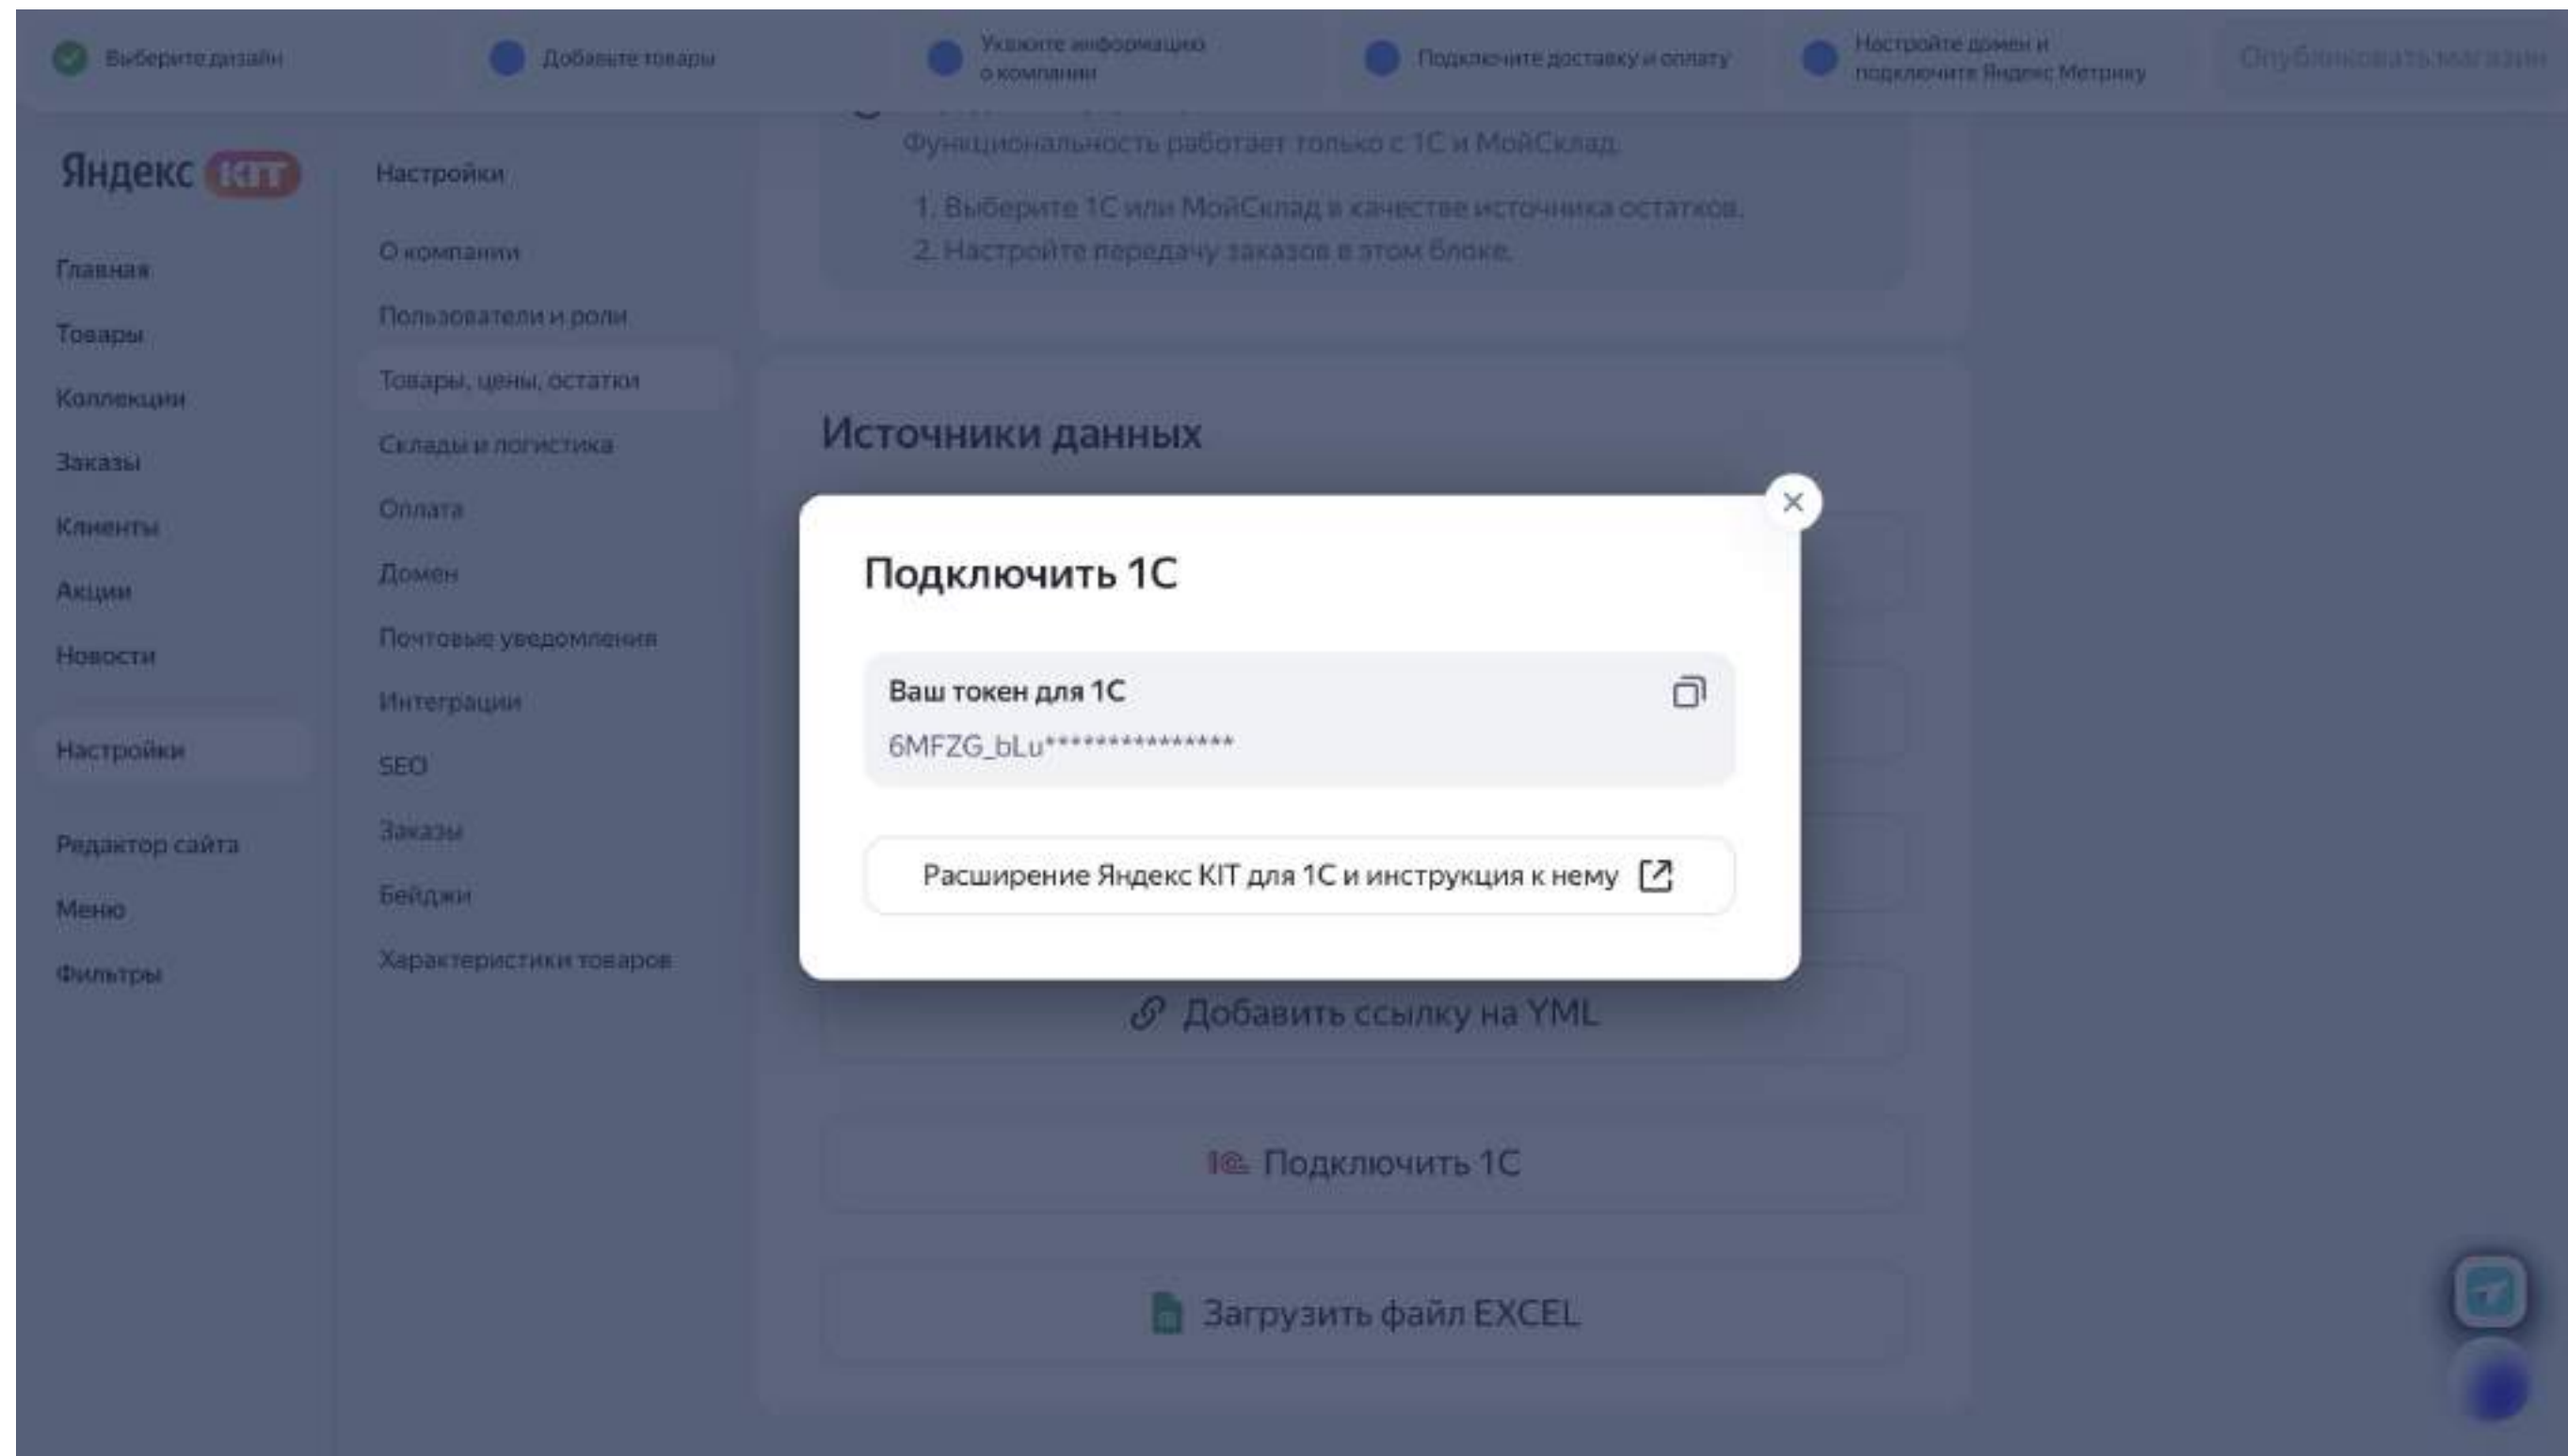 Выберите дизайн
Добавьте товары
Укажите информацию
о компании
Подключите доставку и оплату
Настройте домен и
подключите Яндекс Метрику
Опубликовать магазин
Яндекс KIT
Главная
Товары
Коллекции
Заказы
Клиенты
Акции
Новости
Настройки
Редактор сайта
Меню
Фильтры
Настройки
О компании
Пользователи и роли
Товары, цены, остатки
Склады и логистика
Оплата
Домен
Почтовые уведомления
Интеграции
SEO
Заказы
Бейджи
Характеристики товаров
Функциональность работает только с 1С и МойСклад.
1. Выберите 1С или МойСклад в качестве источника остатков.
2. Настройте передачу заказов в этом блоке.
Источники данных
Подключить 1С
Ваш токен для 1С
6MFZG_bLu***************
Расширение Яндекс KIT для 1С и инструкция к нему
Добавить ссылку на YML
1С Подключить 1С
Загрузить файл EXCEL